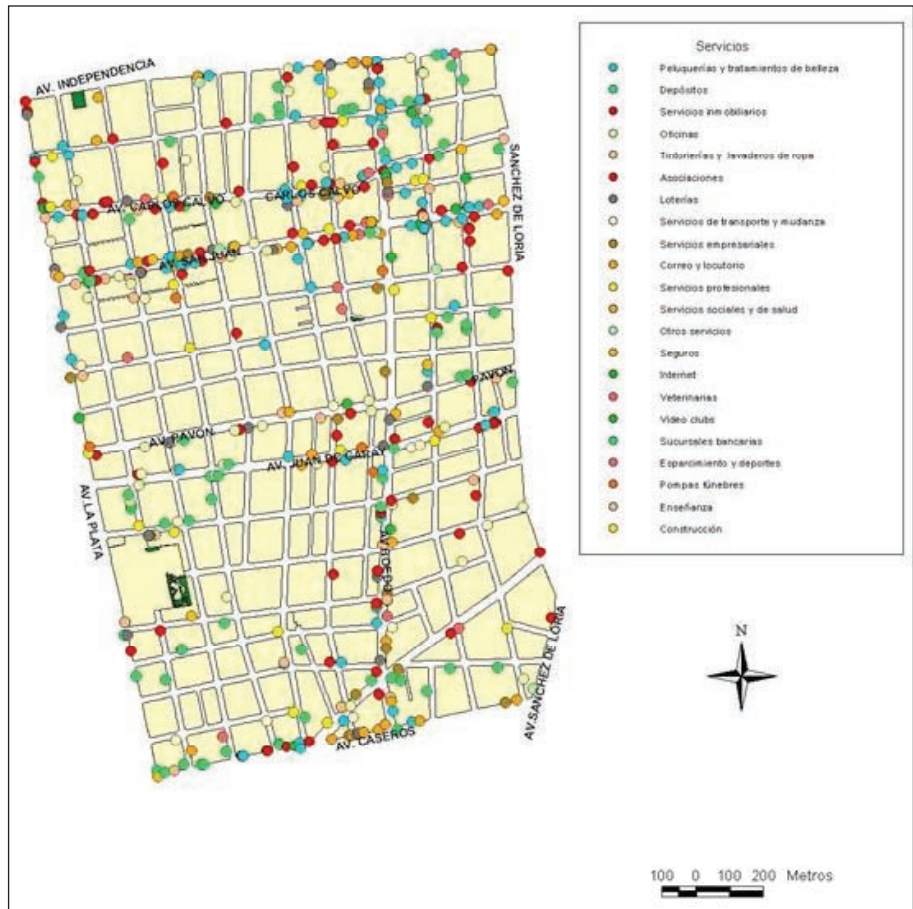 AV. INDEPENDENCIA
SANCHEZ DE LORIA
AV. CARLOS CALVO
CARLOS CALVO
AV. SAN JUAN
PAVON
AV. PAVON
AV. JUAN DE GARAY
AV. LA PLATA
AV. BOEDO
AV. SANCHEZ DE LORIA
AV. CASEROS
Servicios
Peluquerías y tratamientos de belleza
Depósitos
Servicios inmobiliarios
Oficinas
Tintorierías y lavaderos de ropa
Asociaciones
Loterías
Servicios de transporte y mudanza
Servicios empresariales
Correo y locutorio
Servicios profesionales
Servicios sociales y de salud
Otros servicios
Seguros
Internet
Veterinarias
Video clubs
Sucursales bancarias
Esparcimiento y deportes
Pompas fúnebres
Enseñanza
Construcción
N
100 0 100 200 Metros